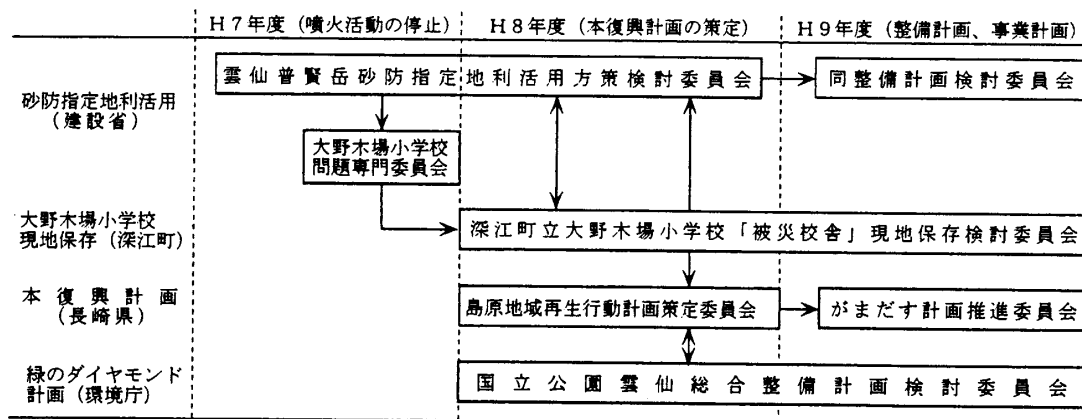 H7年度（噴火活動の停止） H8年度（本復興計画の策定） H9年度（整備計画、事業計画）
砂防指定地利活用
（建設省）
雲仙普賢岳砂防指定地利活用方策検討委員会
同整備計画検討委員会
大野木場小学校
問題専門委員会
大野木場小学校
現地保存（深江町）
深江町立大野木場小学校「被災校舎」現地保存検討委員会
本復興計画
（長崎県）
島原地域再生行動計画策定委員会
がまだす計画推進委員会
緑のダイヤモンド
計画（環境庁）
国立公園雲仙総合整備計画検討委員会